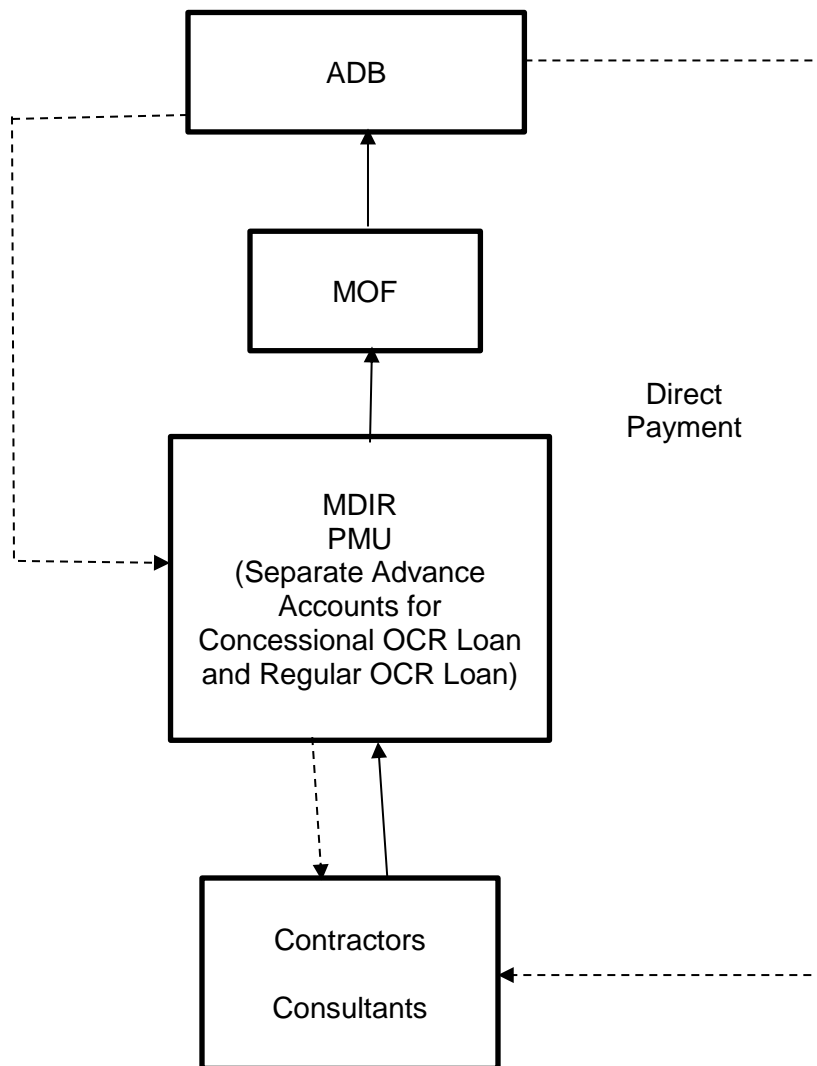 ADB
MOF
Direct
Payment
MDIR
PMU
(Separate Advance
Accounts for
Concessional OCR Loan
and Regular OCR Loan)
Contractors
Consultants